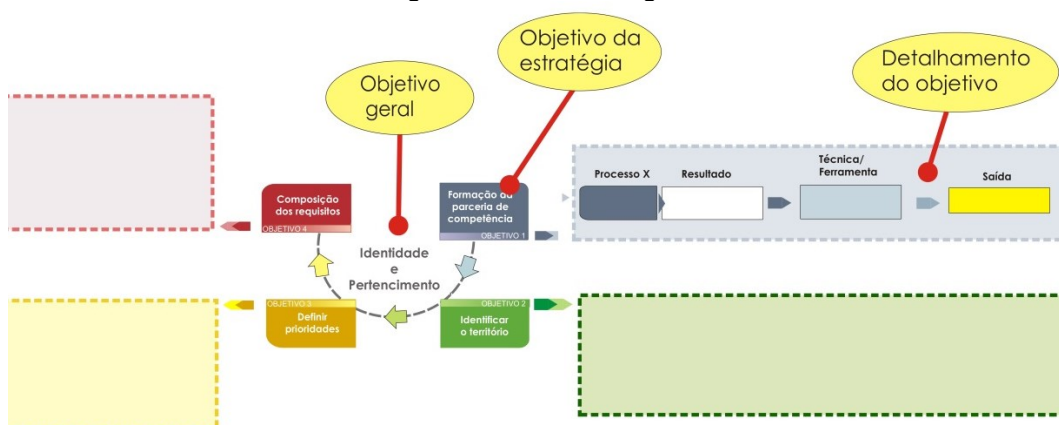 Objetivo da
estratégia
Objetivo
geral
Detalhamento
do objetivo
Composição
dos requisitos
OBJETIVO 4
Formação da
parceria de
competência
OBJETIVO 1
Processo X
Resultado
Técnica/
Ferramenta
Saída
Identidade
e
Pertencimento
OBJETIVO 3
Definir
prioridades
OBJETIVO 2
Identificar
o território